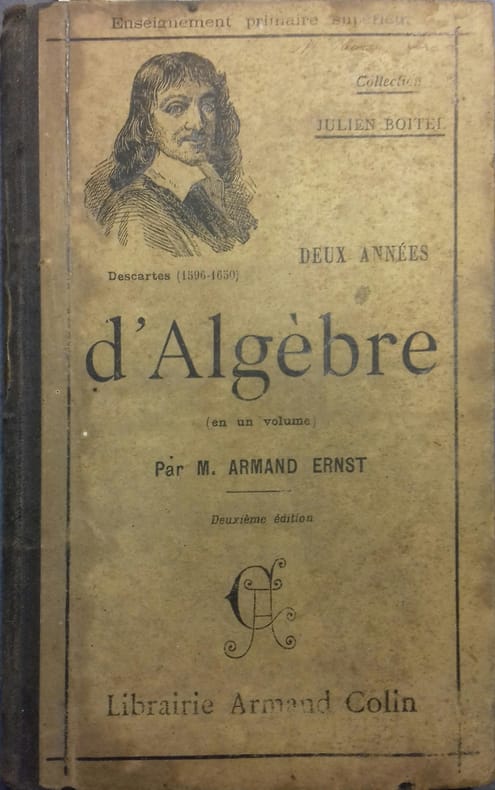 Enseignement primaire supérieur.
Collection
JULIEN BOITEL
Descartes (1596-1650)
DEUX ANNÉES
d'Algèbre
(en un volume)
Par M. ARMAND ERNST
Deuxième édition
Librairie Armand Colin